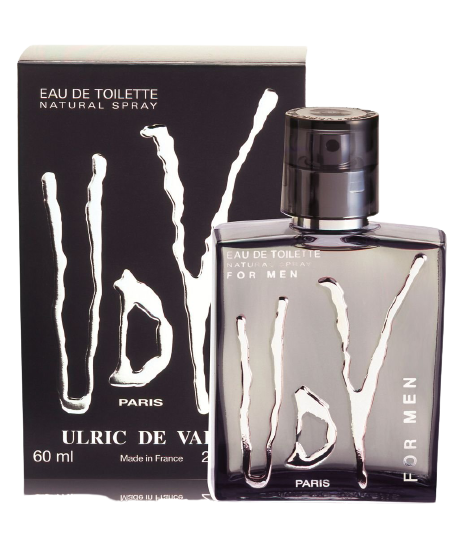 EAU DE TOILETTE
NATURAL SPRAY
UDV
PARIS
ULRIC DE
60 ml
Made in France
EAU DE TOILETTE
NATURAL SPRAY
FOR MEN
UDV
FOR MEN
PARIS